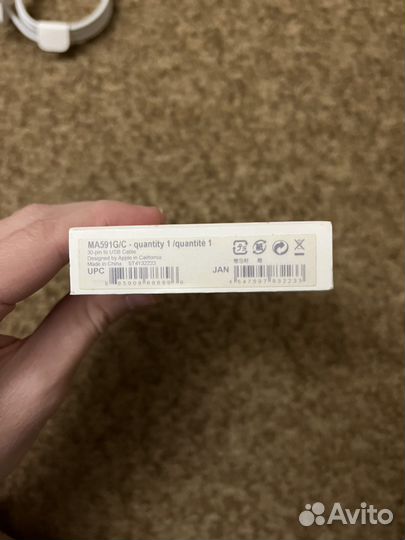 MA591G/C - quantity 1 /quantité 1
30-pin to USB Cable
Designed by Apple in California
Made in China ST4132223
UPC
JAN
Avito